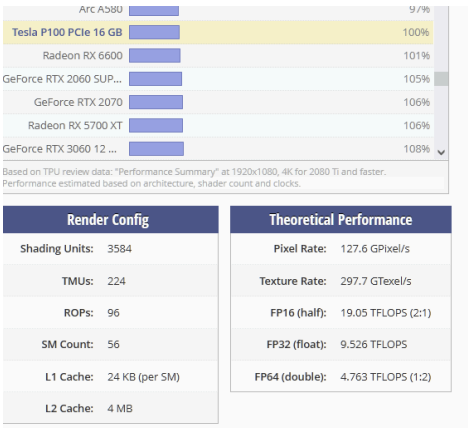 Arc A580 97%
Tesla P100 PCIe 16 GB 100%
Radeon RX 6600 101%
GeForce RTX 2060 SUP... 105%
GeForce RTX 2070 106%
Radeon RX 5700 XT 106%
GeForce RTX 3060 12 ... 108%
Based on TPU review data: "Performance Summary" at 1920x1080, 4K for 2080 Ti and faster.
Performance estimated based on architecture, shader count and clocks.
Render Config
Shading Units: 3584
TMUs: 224
ROPs: 96
SM Count: 56
L1 Cache: 24 KB (per SM)
L2 Cache: 4 MB
Theoretical Performance
Pixel Rate: 127.6 GPixel/s
Texture Rate: 297.7 GTexel/s
FP16 (half): 19.05 TFLOPS (2:1)
FP32 (float): 9.526 TFLOPS
FP64 (double): 4.763 TFLOPS (1:2)